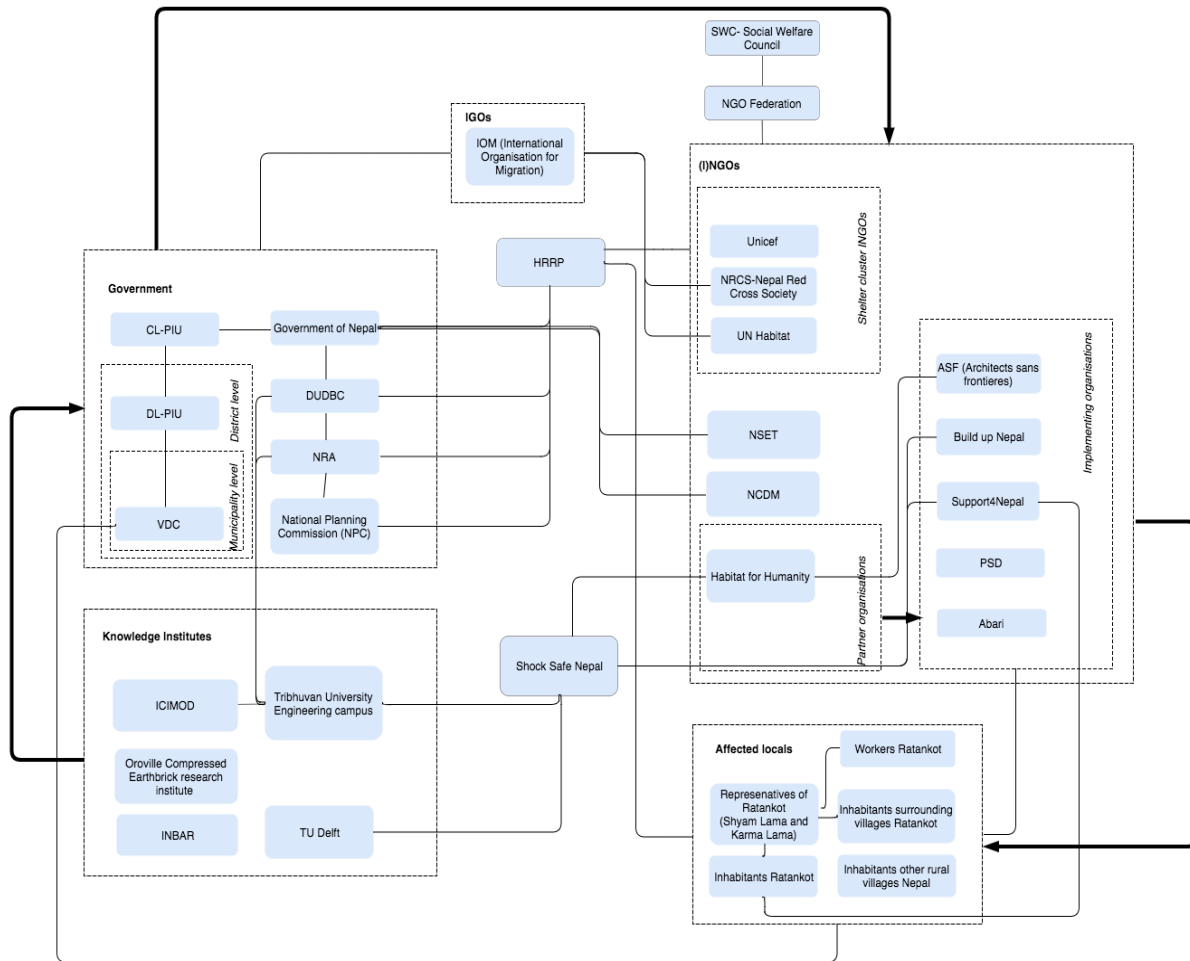 SWC- Social Welfare
Council
NGO Federation
IGOs
IOM (International
Organisation for
Migration)
(I)NGOs
Shelter cluster INGOs
Unicef
NRCS-Nepal Red
Cross Society
UN Habitat
HRRP
Government
CL-PIU
Government of Nepal
District level
DL-PIU
DUDBC
Municipality level
NRA
VDC
National Planning
Commission (NPC)
NSET
NCDM
Implementing organisations
ASF (Architects sans
frontieres)
Build up Nepal
Support4Nepal
PSD
Abari
Partner organisations
Habitat for Humanity
Shock Safe Nepal
Knowledge Institutes
ICIMOD
Tribhuvan University
Engineering campus
Oroville Compressed
Earthbrick research
institute
INBAR
TU Delft
Affected locals
Workers Ratankot
Represenatives of
Ratankot
(Shyam Lama and
Karma Lama)
Inhabitants surrounding
villages Ratankot
Inhabitants Ratankot
Inhabitants other rural
villages Nepal